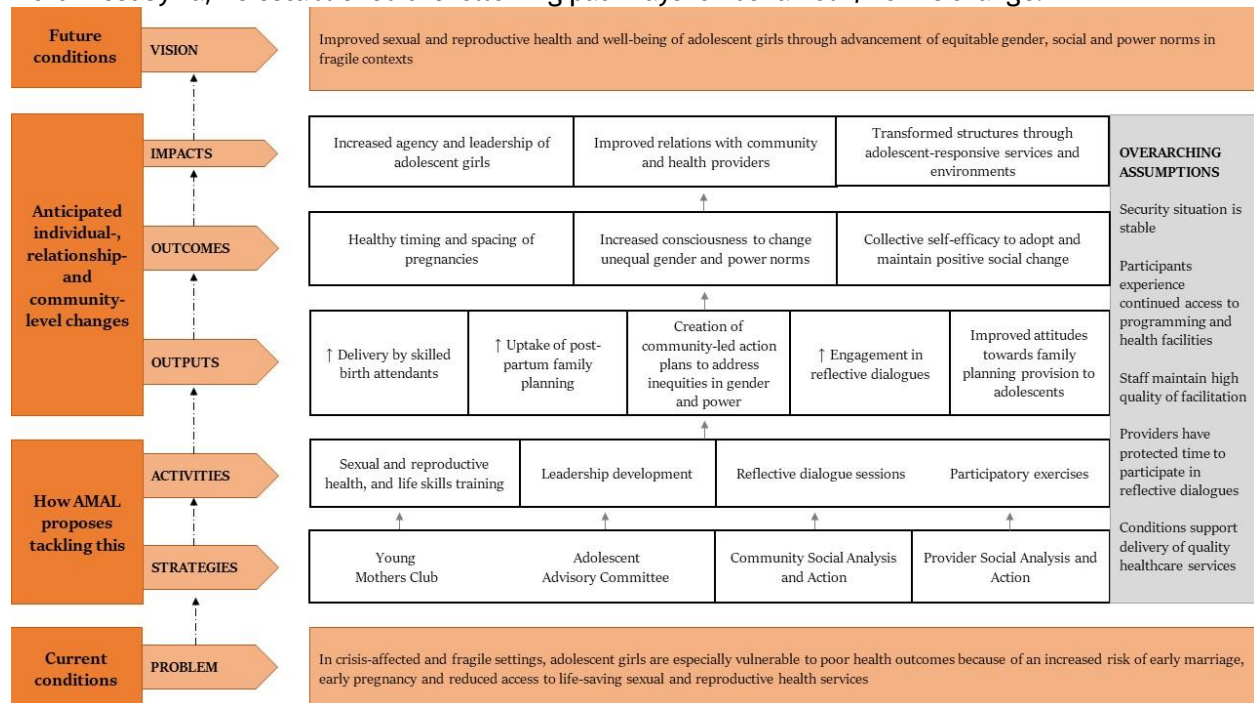 Syria, we established the following pathways for change.
Future
conditions
VISION
Improved sexual and reproductive health and well-being of adolescent girls through advancement of equitable gender, social and power norms in
fragile contexts
Anticipated
individual-,
relationship-
and
community-
level changes
IMPACTS
Increased agency and leadership of
adolescent girls
Improved relations with community
and health providers
Transformed structures through
adolescent-responsive services and
environments
OUTCOMES
Healthy timing and spacing of
pregnancies
Increased consciousness to change
unequal gender and power norms
Collective self-efficacy to adopt and
maintain positive social change
OUTPUTS
↑ Delivery by skilled
birth attendants
↑ Uptake of post-
partum family
planning
Creation of
community-led action
plans to address
inequities in gender
and power
↑ Engagement in
reflective dialogues
Improved attitudes
towards family
planning provision to
adolescents
How AMAL
proposes
tackling this
ACTIVITIES
Sexual and reproductive
health, and life skills training
Leadership development
Reflective dialogue sessions
Participatory exercises
STRATEGIES
Young
Mothers Club
Adolescent
Advisory Committee
Community Social Analysis
and Action
Provider Social Analysis and
Action
OVERARCHING
ASSUMPTIONS
Security situation is
stable
Participants
experience
continued access to
programming and
health facilities
Staff maintain high
quality of facilitation
Providers have
protected time to
participate in
reflective dialogues
Conditions support
delivery of quality
healthcare services
Current
conditions
PROBLEM
In crisis-affected and fragile settings, adolescent girls are especially vulnerable to poor health outcomes because of an increased risk of early marriage,
early pregnancy and reduced access to life-saving sexual and reproductive health services